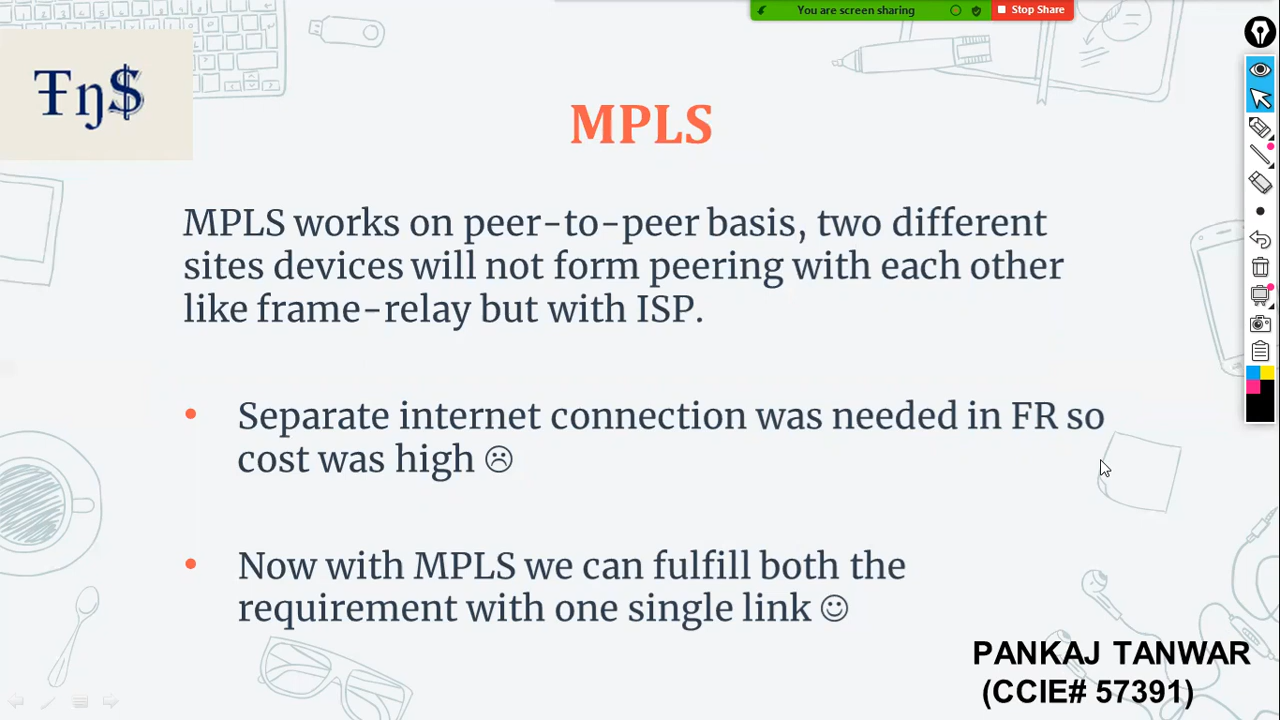 You are screen sharing
Stop Share
Ŧŋ$
MPLS
MPLS works on peer-to-peer basis, two different
sites devices will not form peering with each other
like frame-relay but with ISP.
• Separate internet connection was needed in FR so
cost was high ☹
• Now with MPLS we can fulfill both the
requirement with one single link ☺
PANKAJ TANWAR
(CCIE# 57391)